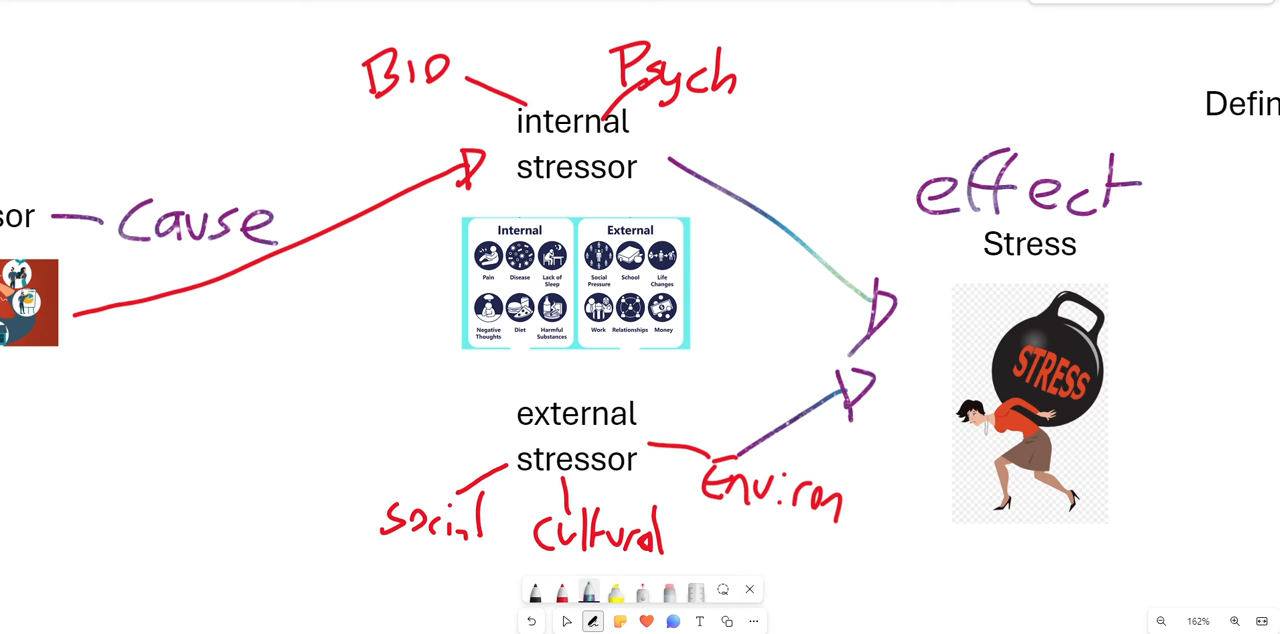 BIO
Psych
Defin
internal
stressor
effect
sor
cause
Stress
Internal
External
Pain
Disease
Lack of
Sleep
Social
Pressure
School
Life
Changes
Negative
Thoughts
Diet
Harmful
Substances
Work
Relationships
Money
STRESS
external
stressor
Environ
social
cultural
T
162%